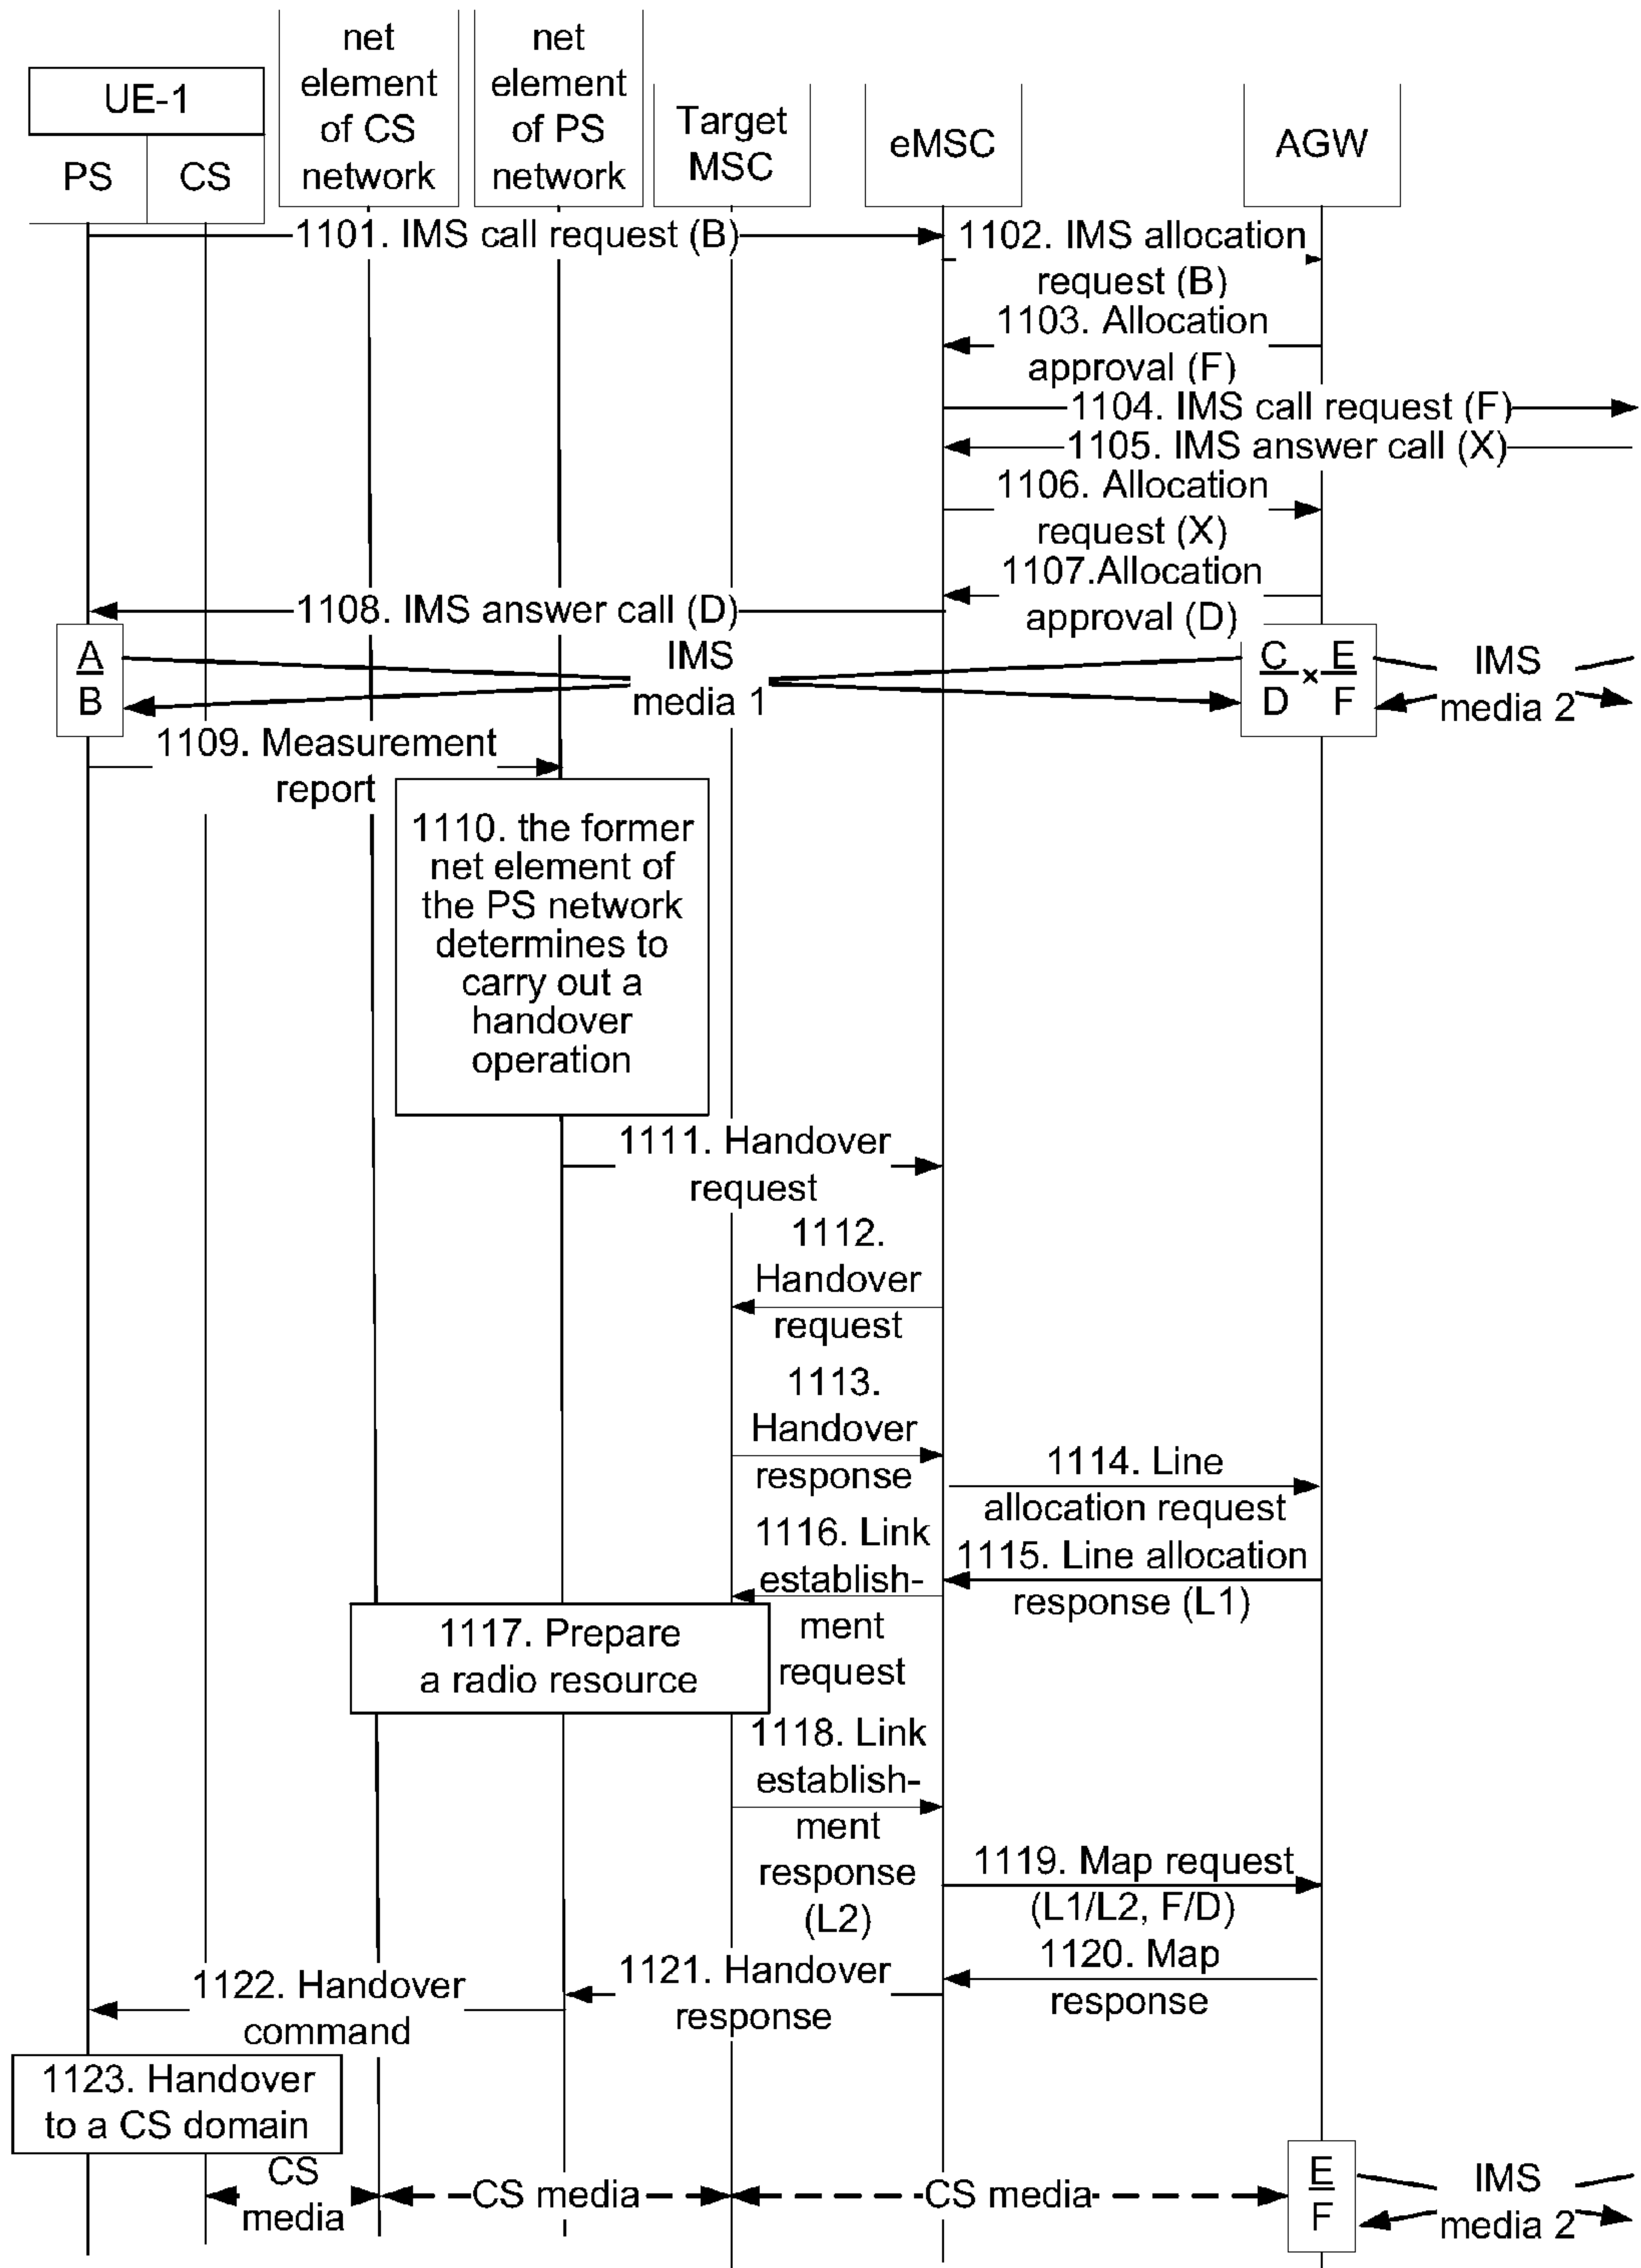 UE-1
PS
CS
net
element
of CS
network
net
element
of PS
network
Target
MSC
eMSC
AGW
1101. IMS call request (B)
1102. IMS allocation
request (B)
1103. Allocation
approval (F)
1104. IMS call request (F)
1105. IMS answer call (X)
1106. Allocation
request (X)
1107.Allocation
approval (D)
1108. IMS answer call (D)
A
B
IMS
media 1
C
D
×
E
F
IMS
media 2
1109. Measurement
report
1110. the former
net element of
the PS network
determines to
carry out a
handover
operation
1111. Handover
request
1112.
Handover
request
1113.
Handover
response
1114. Line
allocation request
1115. Line allocation
response (L1)
1116. Link
establish-
ment
request
1117. Prepare
a radio resource
1118. Link
establish-
ment
response
(L2)
1119. Map request
(L1/L2, F/D)
1120. Map
response
1121. Handover
response
1122. Handover
command
1123. Handover
to a CS domain
CS
media
CS media
CS media
E
F
IMS
media 2